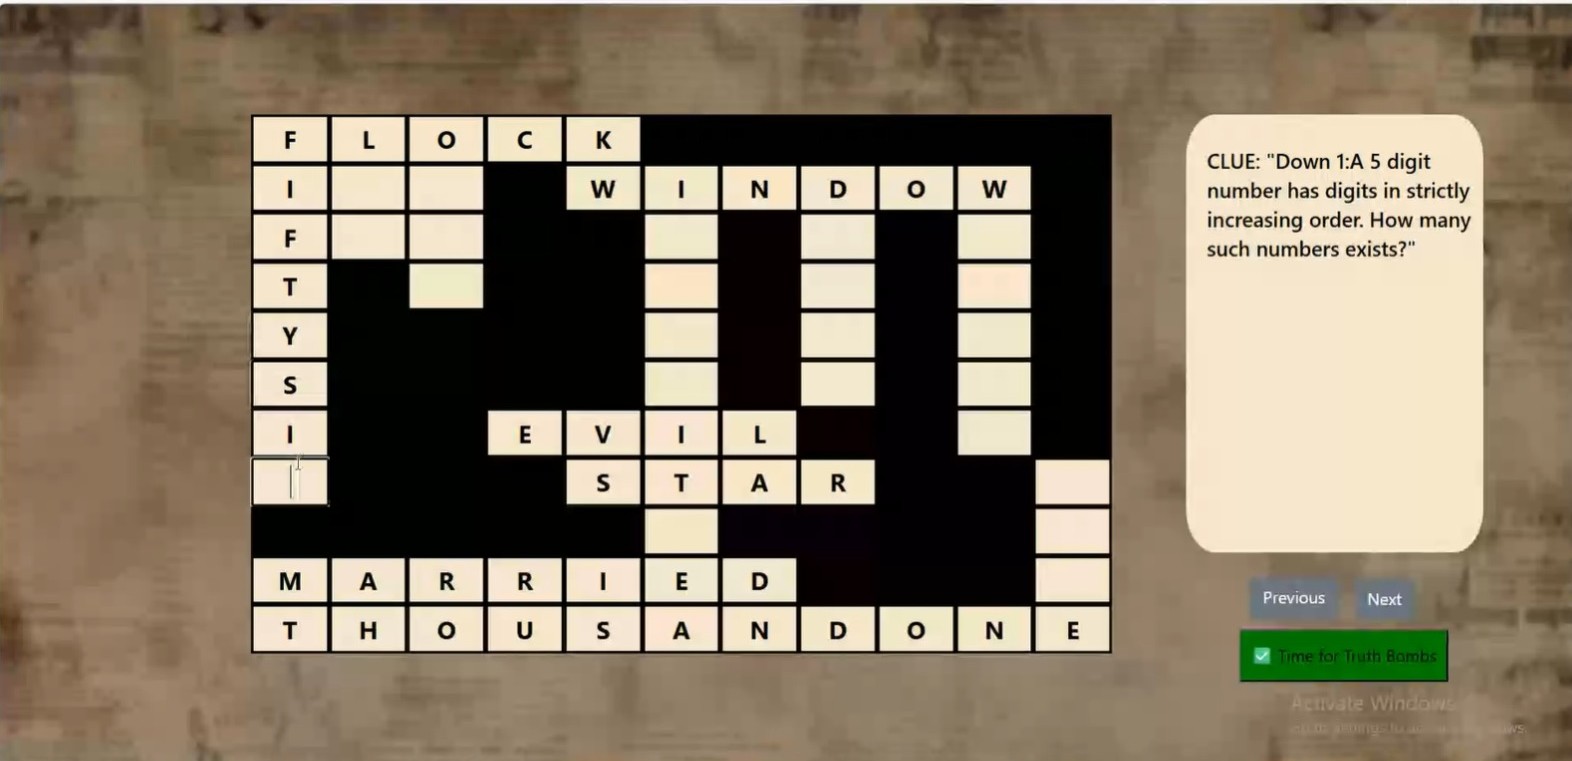 F L O C K
I W I N D O W
F
T
Y
S
I E V I L
S T A R
M A R R I E D
T H O U S A N D O N E
CLUE: "Down 1:A 5 digit
number has digits in strictly
increasing order. How many
such numbers exists?"
Previous Next
Time for Truth Bombs
Activate Windows